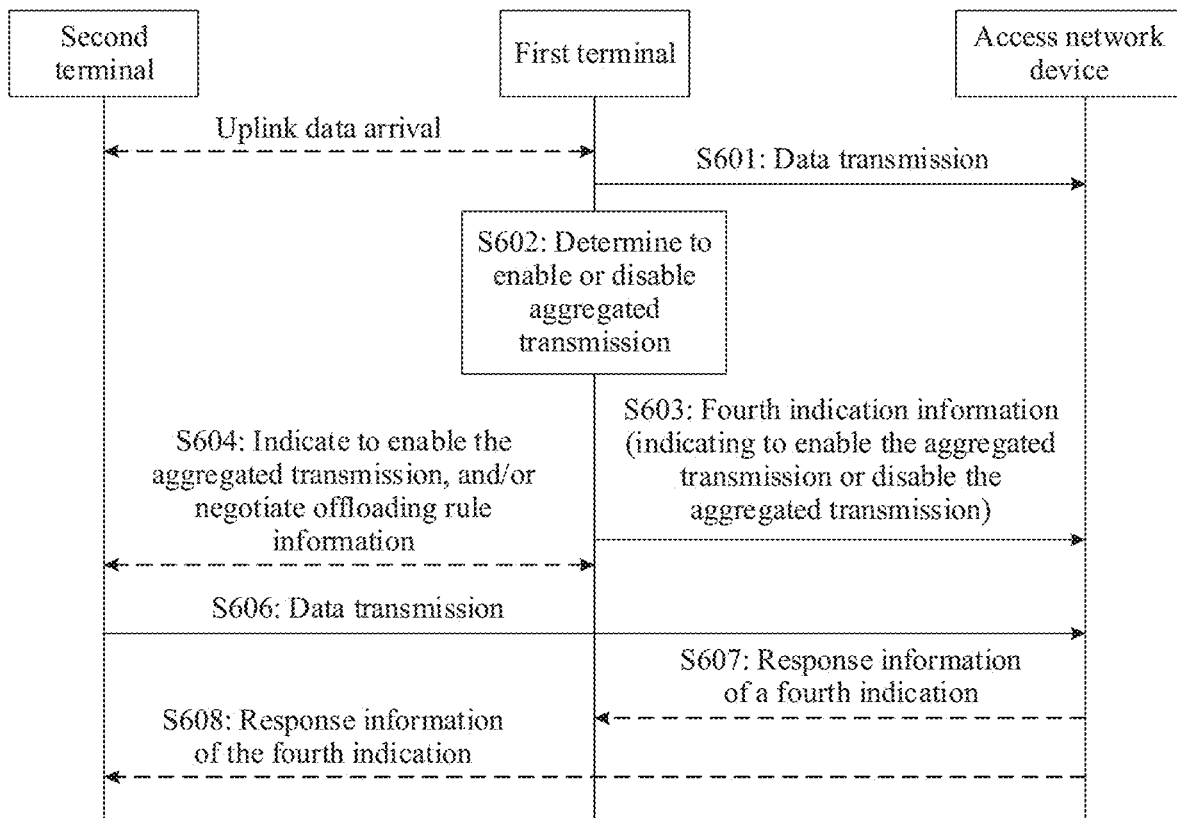 Second
terminal
First terminal
Access network
device
Uplink data arrival
S601: Data transmission
S602: Determine to
enable or disable
aggregated
transmission
S603: Fourth indication information
(indicating to enable the aggregated
transmission or disable the
aggregated transmission)
S604: Indicate to enable the
aggregated transmission, and/or
negotiate offloading rule
information
S606: Data transmission
S607: Response information
of a fourth indication
S608: Response information
of the fourth indication